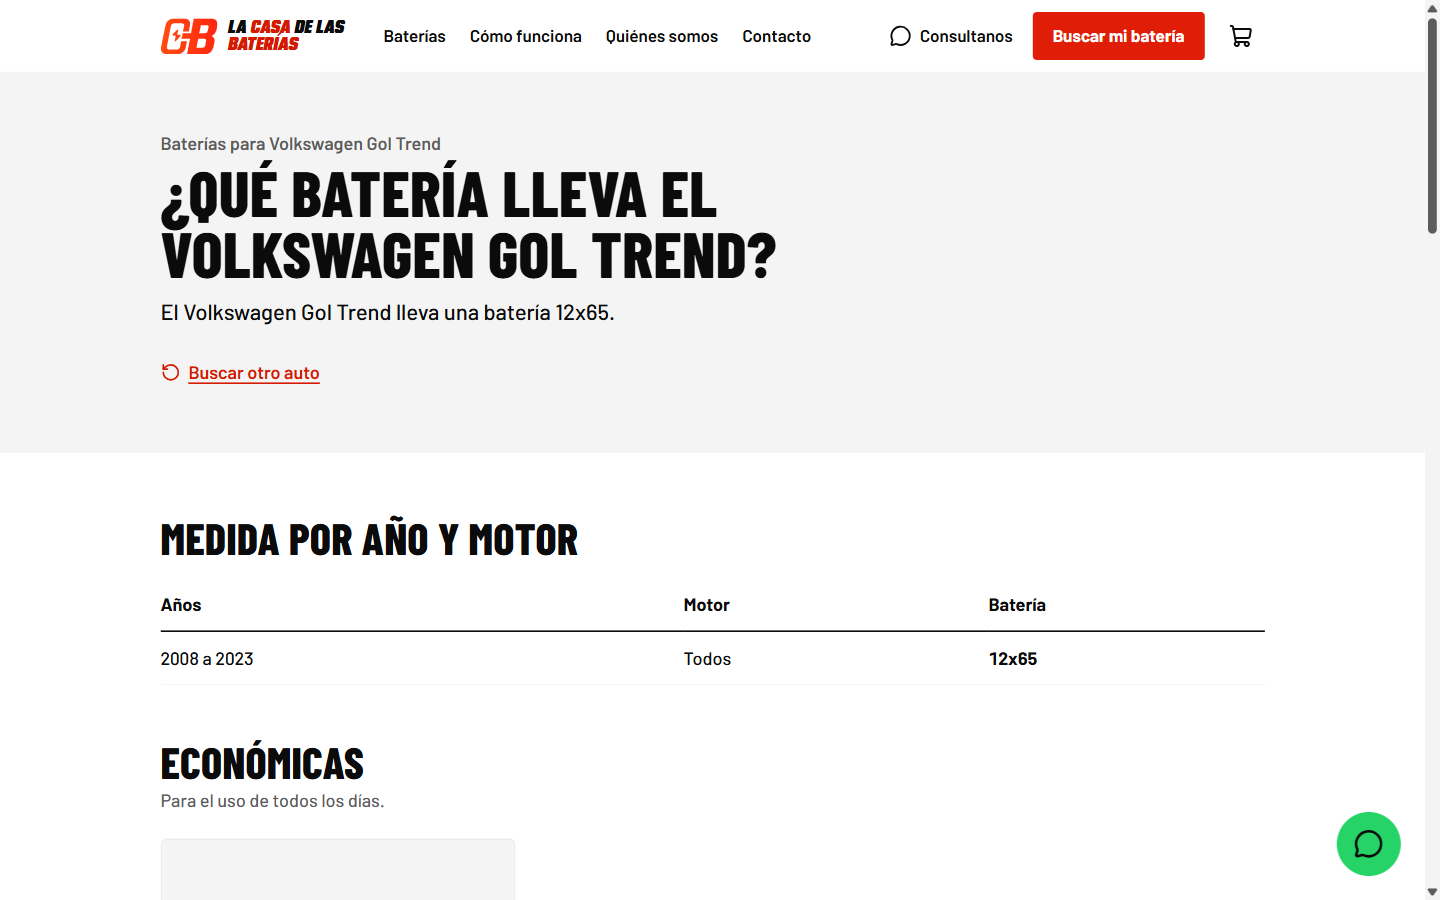 CB LA CASA DE LAS
BATERÍAS
Baterías
Cómo funciona
Quiénes somos
Contacto
Consultanos
Buscar mi batería
Baterías para Volkswagen Gol Trend
¿QUÉ BATERÍA LLEVA EL
VOLKSWAGEN GOL TREND?
El Volkswagen Gol Trend lleva una batería 12x65.
Buscar otro auto
MEDIDA POR AÑO Y MOTOR
Años Motor Batería
2008 a 2023 Todos 12x65
ECONÓMICAS
Para el uso de todos los días.